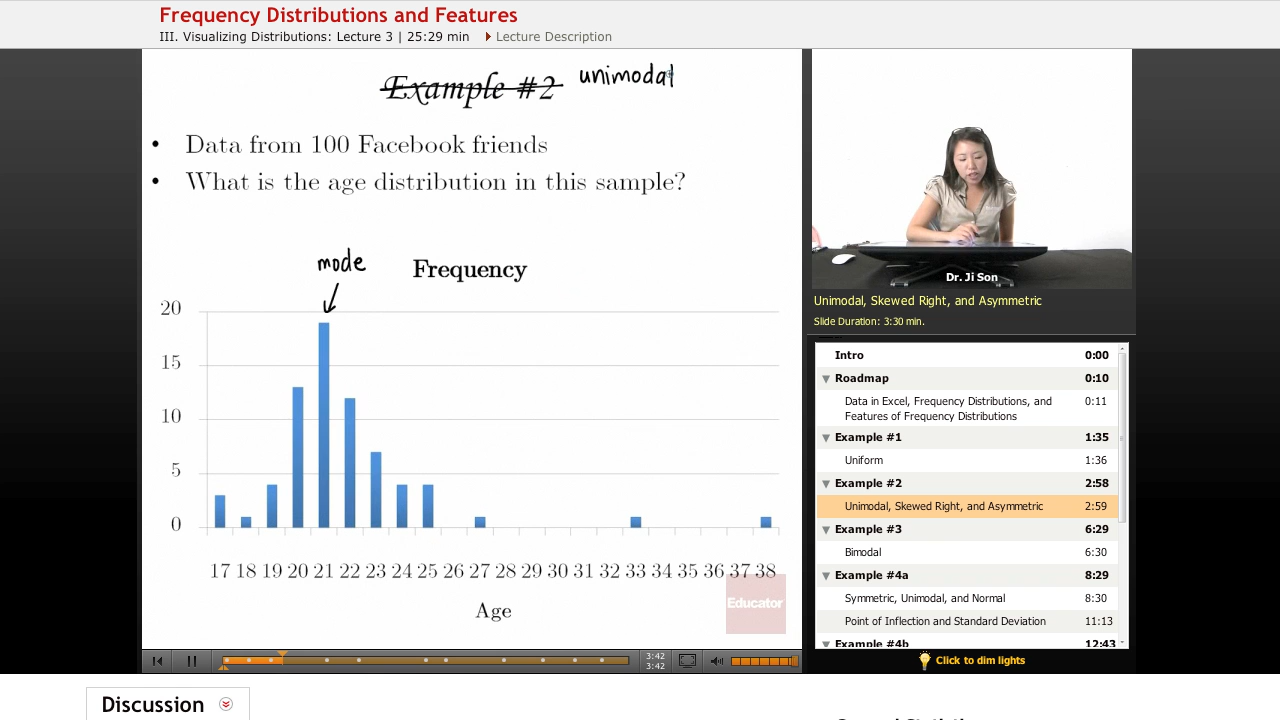 Frequency Distributions and Features
III. Visualizing Distributions: Lecture 3 | 25:29 min Lecture Description
Example #2 unimodal
• Data from 100 Facebook friends
• What is the age distribution in this sample?
mode
Frequency
20
15
10
5
0
17 18 19 20 21 22 23 24 25 26 27 28 29 30 31 32 33 34 35 36 37 38
Age
Educator
3:42
3:42
Dr. Ji Son
Unimodal, Skewed Right, and Asymmetric
Slide Duration: 3:30 min.
Intro 0:00
Roadmap 0:10
Data in Excel, Frequency Distributions, and 0:11
Features of Frequency Distributions
Example #1 1:35
Uniform 1:36
Example #2 2:58
Unimodal, Skewed Right, and Asymmetric 2:59
Example #3 6:29
Bimodal 6:30
Example #4a 8:29
Symmetric, Unimodal, and Normal 8:30
Point of Inflection and Standard Deviation 11:13
Example #4b 12:43
Click to dim lights
Discussion